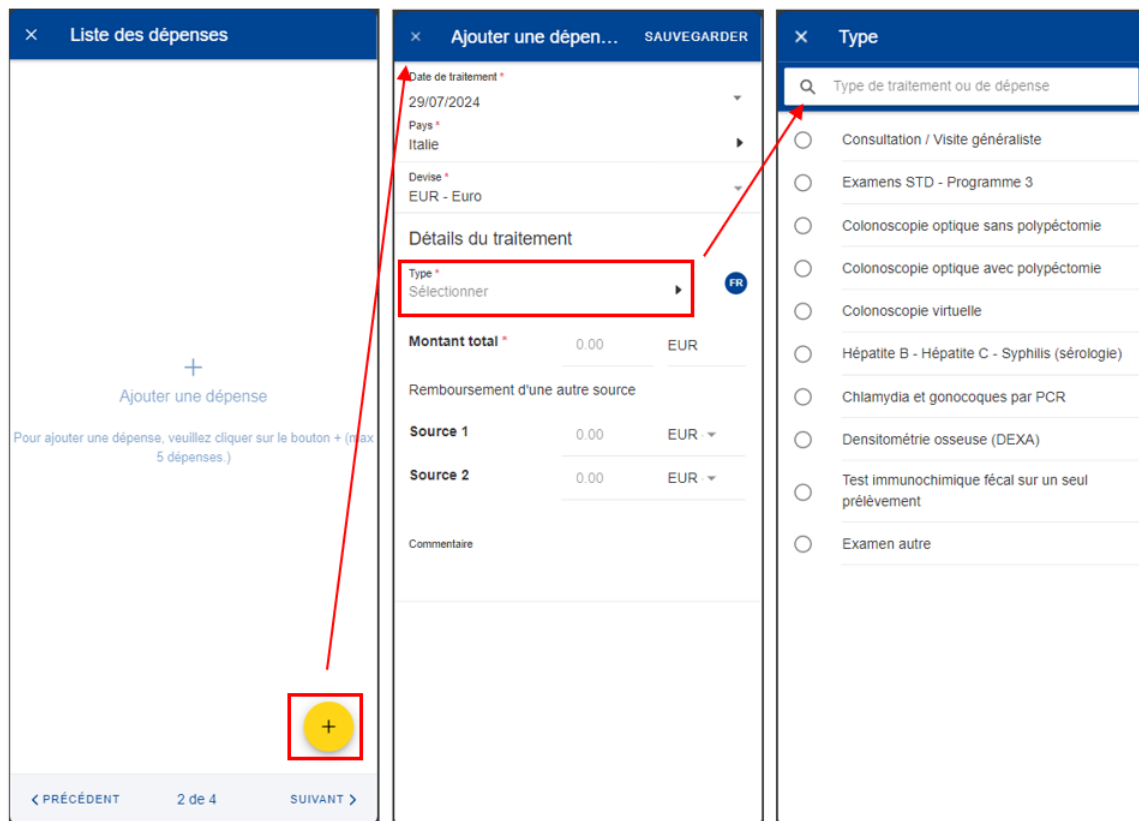 Liste des dépenses
Ajouter une dépense
Pour ajouter une dépense, veuillez cliquer sur le bouton + (max
5 dépenses.)
PRÉCÉDENT
2 de 4
SUIVANT
Ajouter une dépen...
SAUVEGARDER
Date de traitement *
29/07/2024
Pays *
Italie
Devise *
EUR - Euro
Détails du traitement
Type *
Sélectionner
FR
Montant total *
0.00
EUR
Remboursement d'une autre source
Source 1
0.00
EUR
Source 2
0.00
EUR
Commentaire
Type
Type de traitement ou de dépense
Consultation / Visite généraliste
Examens STD - Programme 3
Colonoscopie optique sans polypéctomie
Colonoscopie optique avec polypéctomie
Colonoscopie virtuelle
Hépatite B - Hépatite C - Syphilis (sérologie)
Chlamydia et gonocoques par PCR
Densitométrie osseuse (DEXA)
Test immunochimique fécal sur un seul
prélèvement
Examen autre